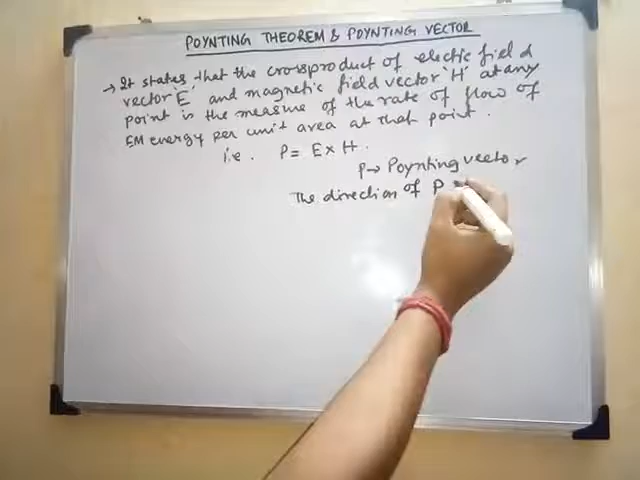 POYNTING THEOREM & POYNTING VECTOR
→ It states that the crossproduct of electic field
vector 'E' and magnetic field vector 'H' at any
point is the measure of the rate of flow of
EM energy per unit area at that point.
i.e. P = E × H.
P → Poynting vector
The direction of P